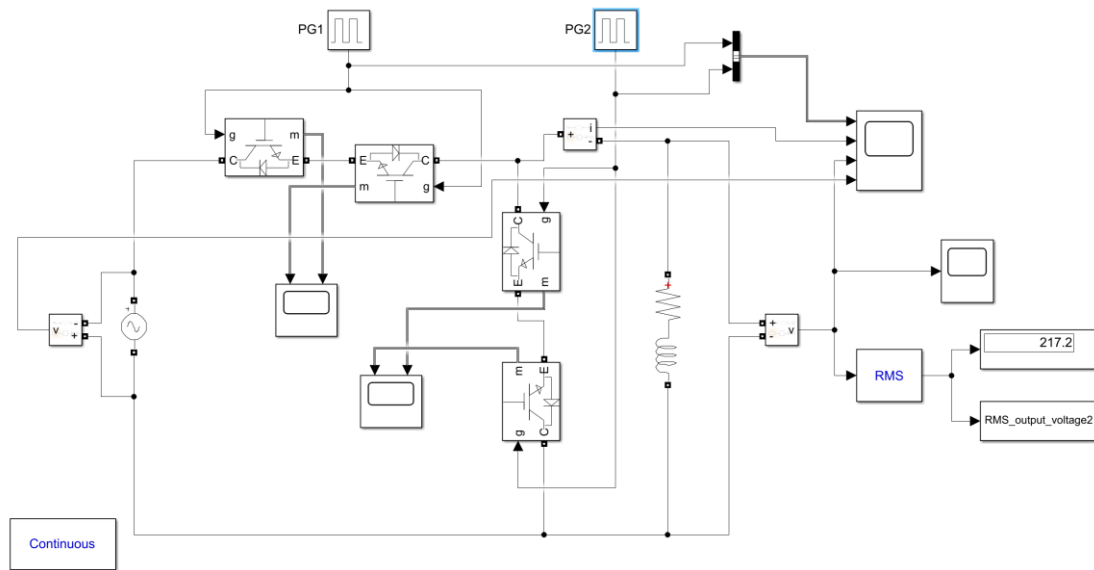 PG1
PG2
g
m
C
E
E
C
m
g
+
i
-
C
g
E
m
m
E
g
C
v
-
+
+
+
+
-
v
217.2
RMS
RMS_output_voltage2
Continuous